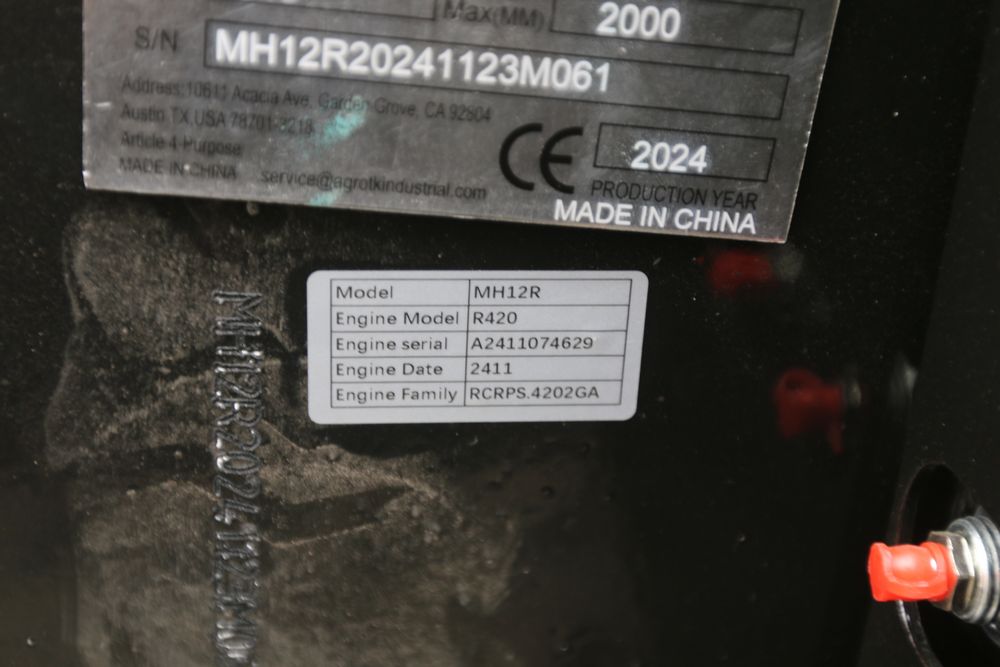 Max(MM) 2000
S/N MH12R20241123M061
Address:10611 Acacia Ave, Garden Grove, CA 92804
Austin TX,USA 78701-3218
Article 4-Purpose
MADE IN CHINA service@agrotkindustrial.com
CE 2024
PRODUCTION YEAR
MADE IN CHINA
Model MH12R
Engine Model R420
Engine serial A2411074629
Engine Date 2411
Engine Family RCRPS.4202GA
MH12R20241123M0